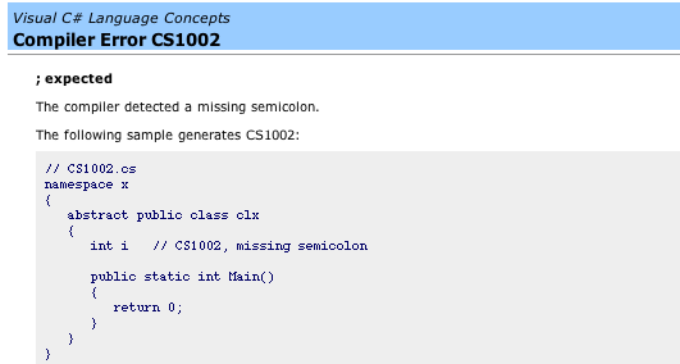 Visual C# Language Concepts
Compiler Error CS1002
; expected
The compiler detected a missing semicolon.
The following sample generates CS1002:
// CS1002.cs
namespace x
{
   abstract public class clx
   {
      int i   // CS1002, missing semicolon

      public static int Main()
      {
         return 0;
      }
   }
}